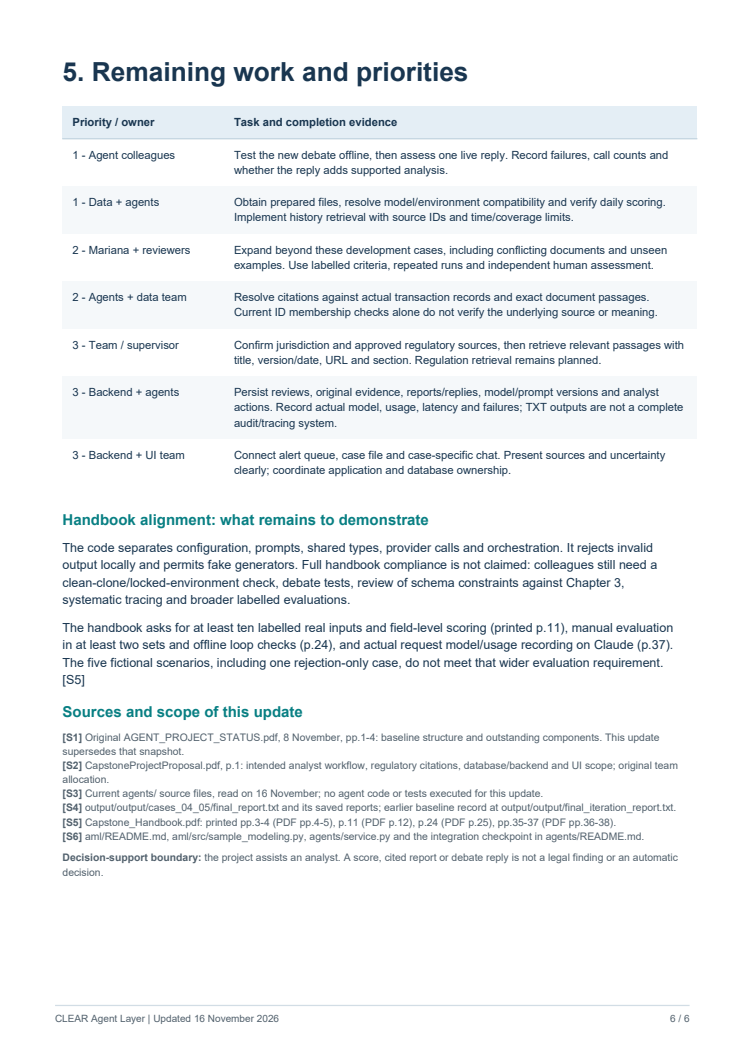 5. Remaining work and priorities
Priority / owner
Task and completion evidence
1 - Agent colleagues
Test the new debate offline, then assess one live reply. Record failures, call counts and
whether the reply adds supported analysis.
1 - Data + agents
Obtain prepared files, resolve model/environment compatibility and verify daily scoring.
Implement history retrieval with source IDs and time/coverage limits.
2 - Mariana + reviewers
Expand beyond these development cases, including conflicting documents and unseen
examples. Use labelled criteria, repeated runs and independent human assessment.
2 - Agents + data team
Resolve citations against actual transaction records and exact document passages.
Current ID membership checks alone do not verify the underlying source or meaning.
3 - Team / supervisor
Confirm jurisdiction and approved regulatory sources, then retrieve relevant passages with
title, version/date, URL and section. Regulation retrieval remains planned.
3 - Backend + agents
Persist reviews, original evidence, reports/replies, model/prompt versions and analyst
actions. Record actual model, usage, latency and failures; TXT outputs are not a complete
audit/tracing system.
3 - Backend + UI team
Connect alert queue, case file and case-specific chat. Present sources and uncertainty
clearly; coordinate application and database ownership.
Handbook alignment: what remains to demonstrate
The code separates configuration, prompts, shared types, provider calls and orchestration. It rejects invalid
output locally and permits fake generators. Full handbook compliance is not claimed: colleagues still need a
clean-clone/locked-environment check, debate tests, review of schema constraints against Chapter 3,
systematic tracing and broader labelled evaluations.
The handbook asks for at least ten labelled real inputs and field-level scoring (printed p.11), manual evaluation
in at least two sets and offline loop checks (p.24), and actual request model/usage recording on Claude (p.37).
The five fictional scenarios, including one rejection-only case, do not meet that wider evaluation requirement.
[S5]
Sources and scope of this update
[S1] Original AGENT_PROJECT_STATUS.pdf, 8 November, pp.1-4: baseline structure and outstanding components. This update
supersedes that snapshot.
[S2] CapstoneProjectProposal.pdf, p.1: intended analyst workflow, regulatory citations, database/backend and UI scope; original team
allocation.
[S3] Current agents/ source files, read on 16 November; no agent code or tests executed for this update.
[S4] output/output/cases_04_05/final_report.txt and its saved reports; earlier baseline record at output/output/final_iteration_report.txt.
[S5] Capstone_Handbook.pdf: printed pp.3-4 (PDF pp.4-5), p.11 (PDF p.12), p.24 (PDF p.25), pp.35-37 (PDF pp.36-38).
[S6] aml/README.md, aml/src/sample_modeling.py, agents/service.py and the integration checkpoint in agents/README.md.
Decision-support boundary: the project assists an analyst. A score, cited report or debate reply is not a legal finding or an automatic
decision.
CLEAR Agent Layer | Updated 16 November 2026
6 / 6